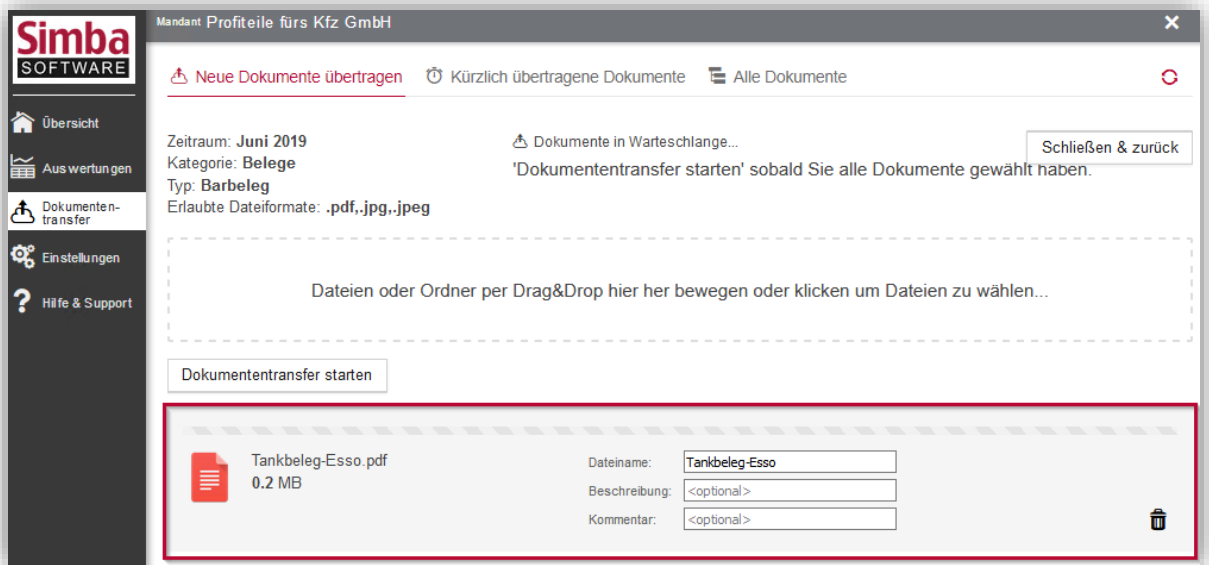 Simba
SOFTWARE
Mandant Profiteile fürs Kfz GmbH
Neue Dokumente übertragen
Kürzlich übertragene Dokumente
Alle Dokumente
Übersicht
Auswertungen
Dokumenten-
transfer
Einstellungen
Hilfe & Support
Zeitraum: Juni 2019
Kategorie: Belege
Typ: Barbeleg
Erlaubte Dateiformate: .pdf,.jpg,.jpeg
Dokumente in Warteschlange...
'Dokumententransfer starten' sobald Sie alle Dokumente gewählt haben.
Schließen & zurück
Dateien oder Ordner per Drag&Drop hier her bewegen oder klicken um Dateien zu wählen...
Dokumententransfer starten
Tankbeleg-Esso.pdf
0.2 MB
Dateiname: Tankbeleg-Esso
Beschreibung: <optional>
Kommentar: <optional>